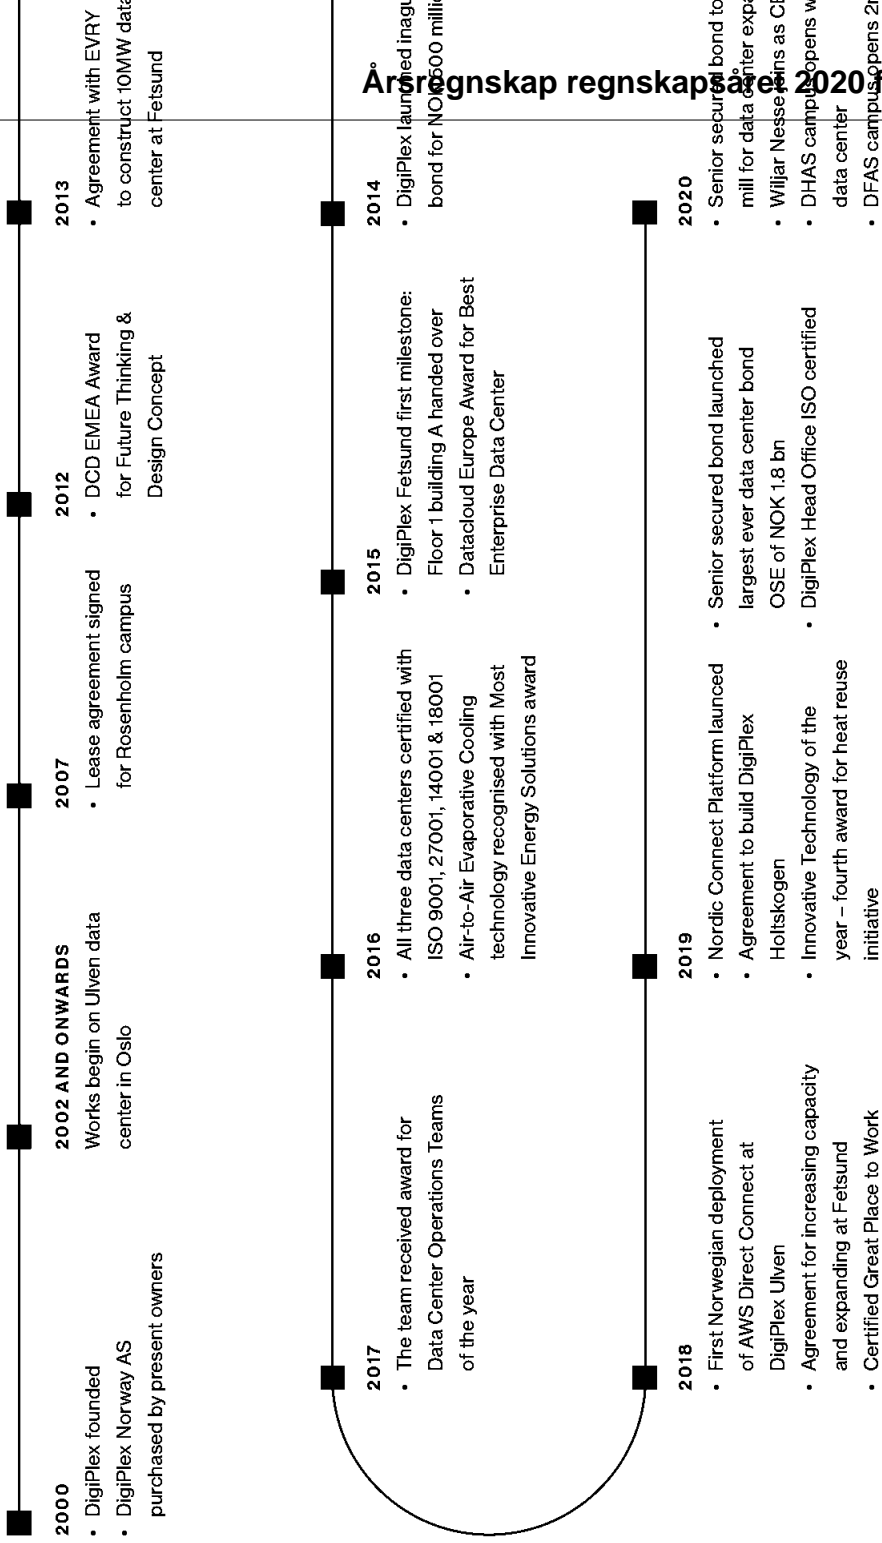 Årsregnskap regnskapsåret 2020
2000
• DigiPlex founded
• DigiPlex Norway AS
purchased by present owners
2002 AND ONWARDS
Works begin on Ulven data
center in Oslo
2007
• Lease agreement signed
for Rosenholm campus
2012
• DCD EMEA Award
for Future Thinking &
Design Concept
2013
• Agreement with EVRY
to construct 10MW data
center at Fetsund
2014
• DigiPlex launched
bond for NOK 500
2015
• DigiPlex Fetsund first milestone:
Floor 1 building A handed over
• Datacloud Europe Award for Best
Enterprise Data Center
2016
• All three data centers certified with
ISO 9001, 27001, 14001 & 18001
• Air-to-Air Evaporative Cooling
technology recognised with Most
Innovative Energy Solutions award
2017
• The team received award for
Data Center Operations Teams
of the year
2018
• First Norwegian deployment
of AWS Direct Connect at
DigiPlex Ulven
• Agreement for increasing capacity
and expanding at Fetsund
• Certified Great Place to Work
2019
• Nordic Connect Platform launced
• Agreement to build DigiPlex
Holtskogen
• Innovative Technology of the
year – fourth award for heat reuse
initiative
• Senior secured bond launched
largest ever data center bond
OSE of NOK 1.8 bn
• DigiPlex Head Office ISO certified
2020
• Senior secured bond to
mill for data center
• Wiljar Nesse joins as
• DHAS campus opens
data center
• DFAS campus opens